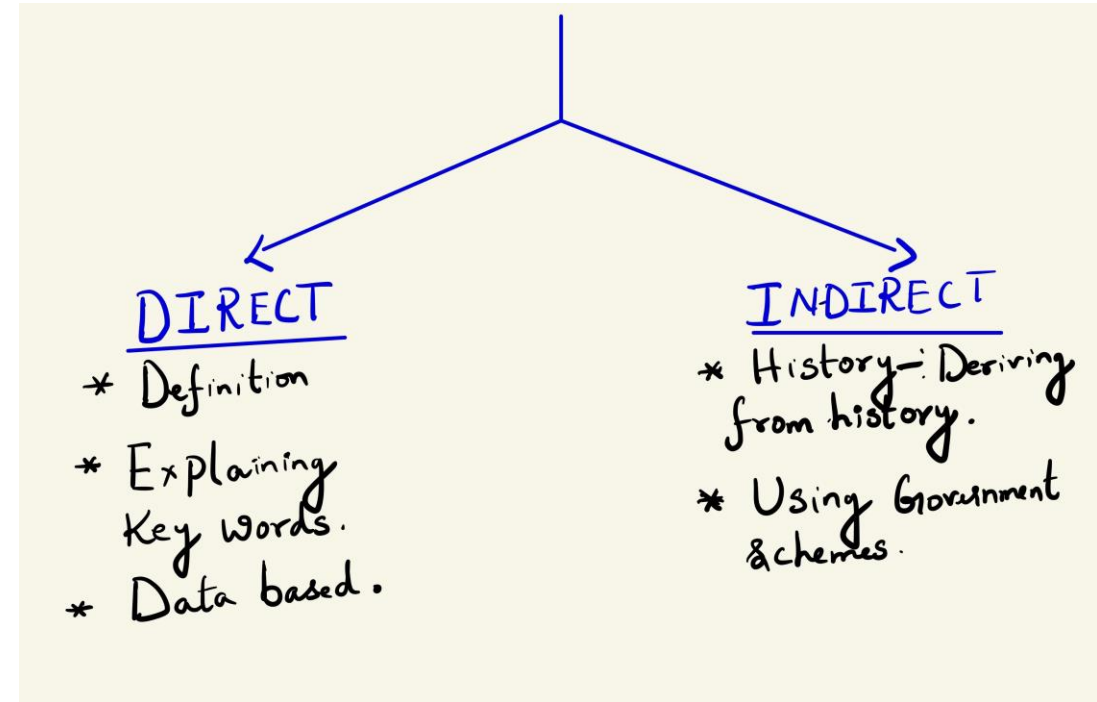 DIRECT
* Definition
* Explaining
Key words.
* Data based.
INDIRECT
* History-: Deriving
from history.
* Using Government
Schemes.